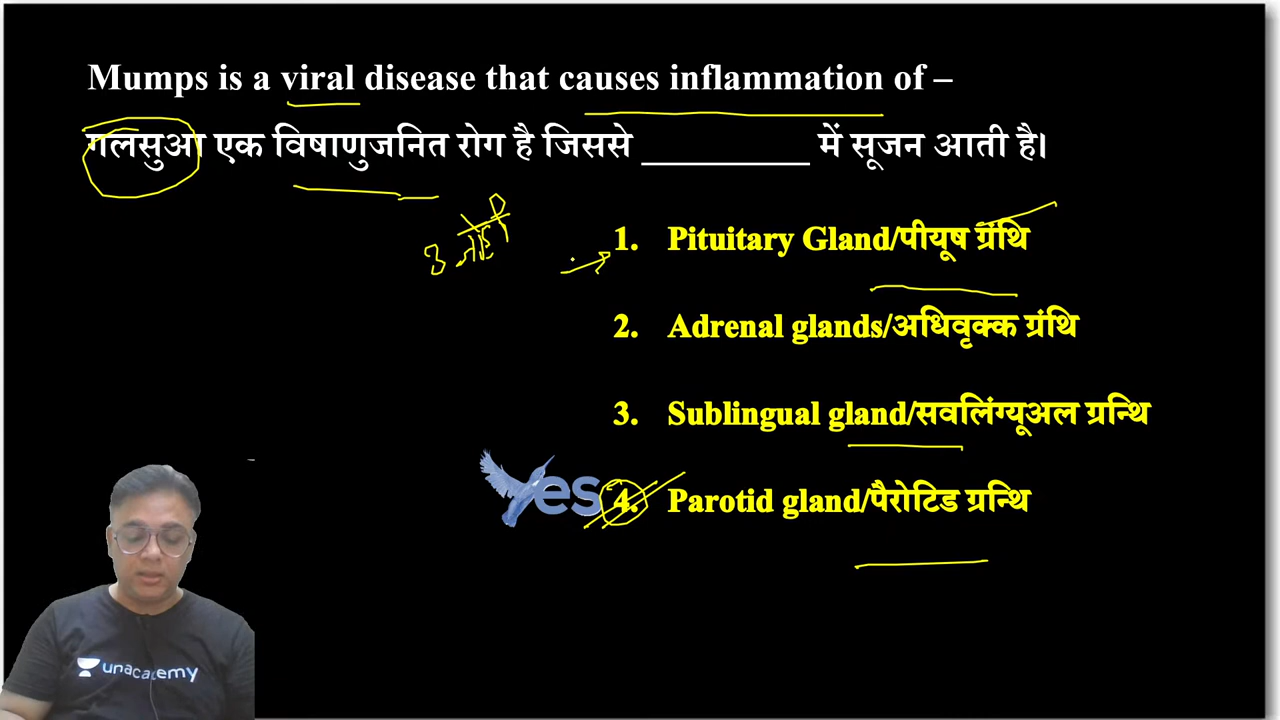 Mumps is a viral disease that causes inflammation of –
गलसुआ एक विषाणुजनित रोग है जिससे __________ में सूजन आती है।
1. Pituitary Gland/पीयूष ग्रंथि
2. Adrenal glands/अधिवृक्क ग्रंथि
3. Sublingual gland/सवलिंग्यूअल ग्रन्थि
Yes
4. Parotid gland/पैरोटिड ग्रन्थि
unacademy